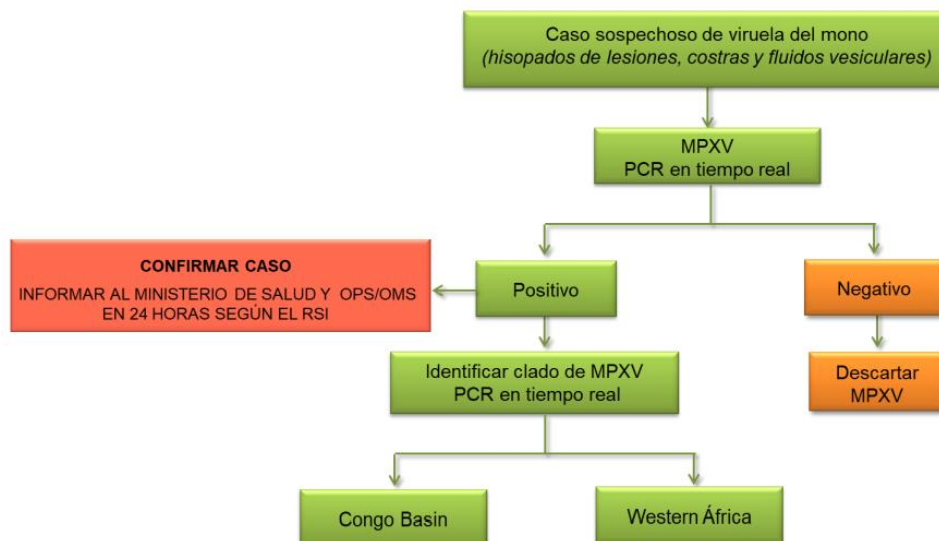 Caso sospechoso de viruela del mono
(hisopados de lesiones, costras y fluidos vesiculares)
MPXV
PCR en tiempo real
CONFIRMAR CASO
INFORMAR AL MINISTERIO DE SALUD Y OPS/OMS
EN 24 HORAS SEGÚN EL RSI
Positivo
Negativo
Identificar clado de MPXV
PCR en tiempo real
Descartar
MPXV
Congo Basin
Western África